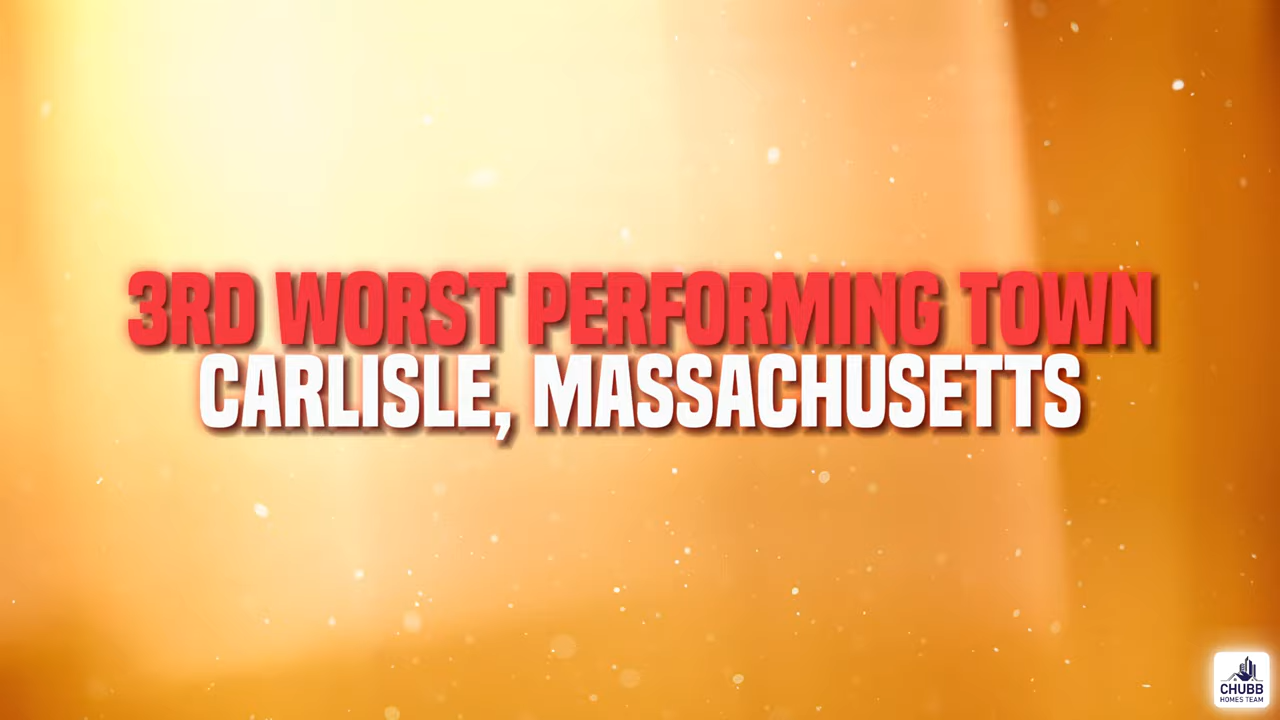 3RD WORST PERFORMING TOWN
CARLISLE, MASSACHUSETTS
CHUBB
HOMES TEAM